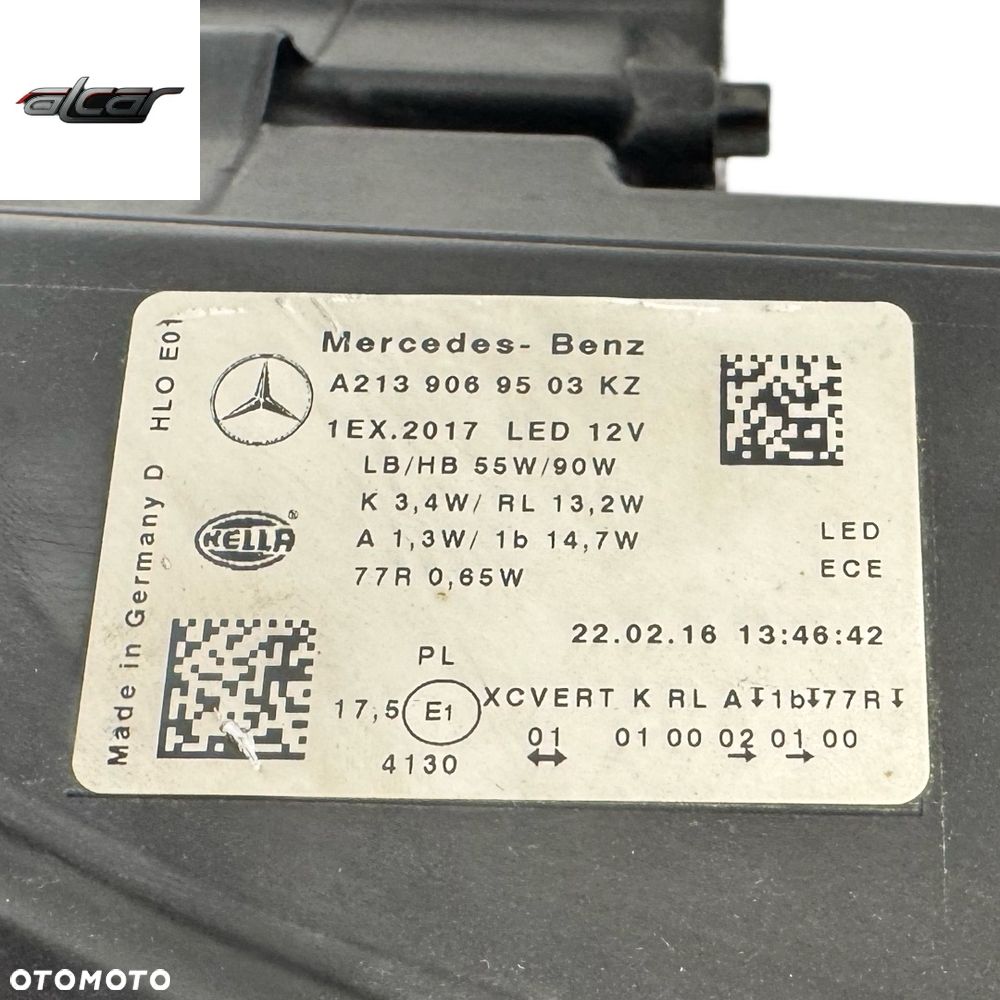 alcar
Mercedes- Benz
A213 906 95 03 KZ
1EX.2017 LED 12V
LB/HB 55W/90W
K 3,4W/ RL 13,2W
A 1,3W/ 1b 14,7W
77R 0,65W
HELLA®
LED
ECE
Made in Germany D HLO E01
22.02.16 13:46:42
PL
17,5 E1 XCVERT K RL A↧1b↧77R↧
01 01 00 02 01 00
4130 ↔ → →
OTOMOTO